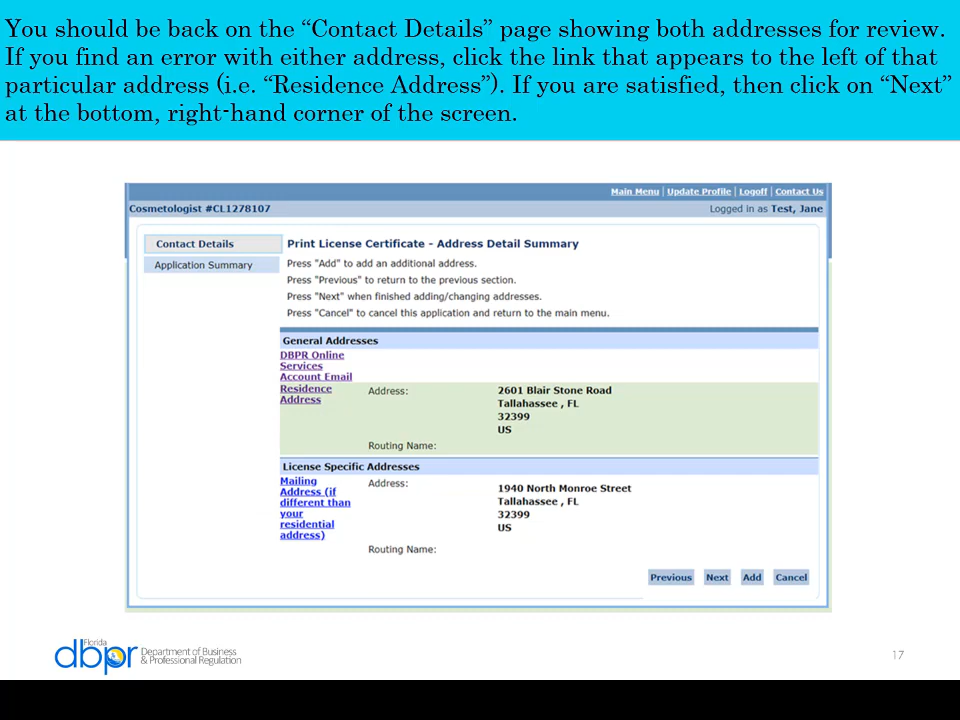 You should be back on the “Contact Details” page showing both addresses for review.
If you find an error with either address, click the link that appears to the left of that
particular address (i.e. “Residence Address”). If you are satisfied, then click on “Next”
at the bottom, right-hand corner of the screen.
Main Menu | Update Profile | Logoff | Contact Us
Cosmetologist #CL1278107
Logged in as Test, Jane
Contact Details
Application Summary
Print License Certificate - Address Detail Summary
Press "Add" to add an additional address.
Press "Previous" to return to the previous section.
Press "Next" when finished adding/changing addresses.
Press "Cancel" to cancel this application and return to the main menu.
General Addresses
DBPR Online
Services
Account Email
Residence
Address
Address:
2601 Blair Stone Road
Tallahassee , FL
32399
US
Routing Name:
License Specific Addresses
Mailing
Address (if
different than
your
residential
address)
Address:
1940 North Monroe Street
Tallahassee , FL
32399
US
Routing Name:
Previous Next Add Cancel
Florida
dbpr
Department of Business
& Professional Regulation
17